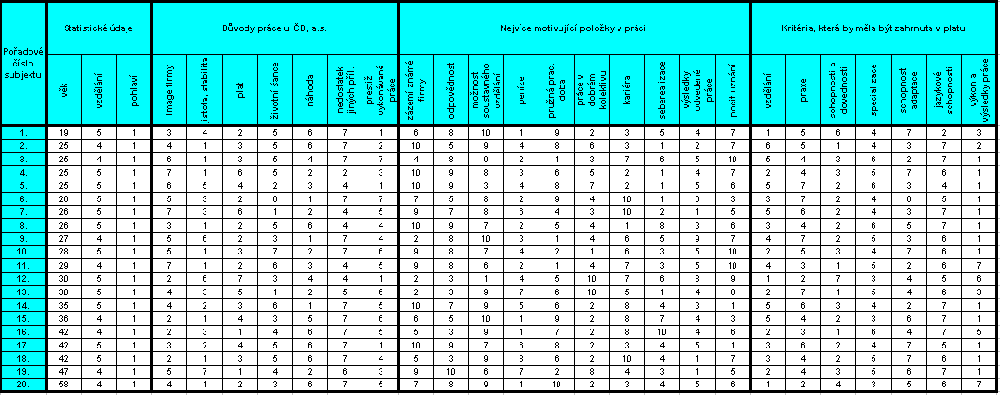 Pořadové číslo subjektu
Statistické údaje
Důvody práce u ČD, a.s.
Nejvíce motivující položky v práci
Kritéria, která by měla být zahrnuta v platu
věk
vzdělání
pohlaví
image firmy
jistota, stabilita
plat
životní šance
náhoda
nedostatek jiných příl.
prestiž vykonávané práce
zázení známé firmy
odpovědnost
možnost soustavného vzdělání
peníze
pružná prac. doba
práce v dobrém kolektivu
kariéra
seberealizace
výsledky odvedené práce
pocit uznání
vzdělání
praxe
schopnosti a dovednosti
specializace
schopnost adaptace
jazykové schopnosti
výkon a výsledky práce
1. 19 5 1 3 4 2 5 6 7 1 6 8 10 1 9 2 3 5 4 7 1 5 6 4 7 2 3
2. 25 4 1 4 1 3 5 6 7 2 10 5 9 4 8 6 3 1 2 7 6 5 1 4 3 7 2
3. 25 4 1 6 1 3 5 4 7 7 4 8 9 2 1 3 7 6 5 10 5 4 3 6 2 7 1
4. 25 5 1 7 1 6 5 2 2 3 10 9 8 3 6 5 2 1 4 7 2 4 3 5 7 6 1
5. 25 5 1 6 5 4 2 3 4 1 10 9 3 4 8 7 2 1 5 6 5 7 2 6 3 4 1
6. 26 5 1 5 3 2 6 1 7 7 7 5 8 2 9 4 10 1 6 3 3 7 2 4 6 5 1
7. 26 5 1 7 3 6 1 2 4 5 9 7 8 6 4 3 10 2 1 5 5 6 2 4 7 3 1
8. 26 5 1 3 1 2 5 6 4 4 10 9 7 2 5 4 1 8 3 6 3 4 2 6 5 7 1
9. 27 4 1 5 6 2 3 1 7 4 2 8 10 3 1 4 6 5 9 7 4 7 2 5 3 6 1
10. 28 5 1 5 1 3 7 2 7 6 9 8 7 4 2 1 6 3 5 10 2 5 3 4 7 6 1
11. 29 4 1 7 1 2 6 3 4 5 9 8 6 2 1 4 7 3 5 10 4 3 1 5 2 6 7
12. 30 5 1 2 6 7 3 4 4 1 2 3 1 4 5 10 7 6 8 9 1 2 7 3 4 5 6
13. 30 5 1 4 3 5 1 2 5 6 2 3 9 7 6 10 5 1 4 8 2 7 1 5 4 6 3
14. 35 5 1 4 2 3 6 1 7 5 10 7 9 5 6 2 8 4 3 1 5 6 3 4 2 7 1
15. 36 4 1 2 1 4 3 5 7 6 6 5 10 1 9 2 8 7 4 3 5 4 2 3 6 7 1
16. 42 4 1 2 3 1 4 6 7 5 5 3 9 1 7 2 8 10 4 6 2 3 1 6 4 7 5
17. 42 5 1 3 2 4 5 6 7 1 10 9 7 6 8 2 3 4 5 1 3 6 2 4 7 5 1
18. 42 5 1 2 1 3 5 6 7 4 5 3 9 8 6 2 10 4 1 7 5 3 2 4 6 7 1
19. 47 4 1 5 7 1 4 2 6 3 9 10 6 7 2 8 4 3 1 5 2 4 3 5 6 7 1
20. 58 4 1 4 1 2 3 6 7 5 7 8 9 1 10 2 3 4 5 6 1 2 4 3 5 6 7